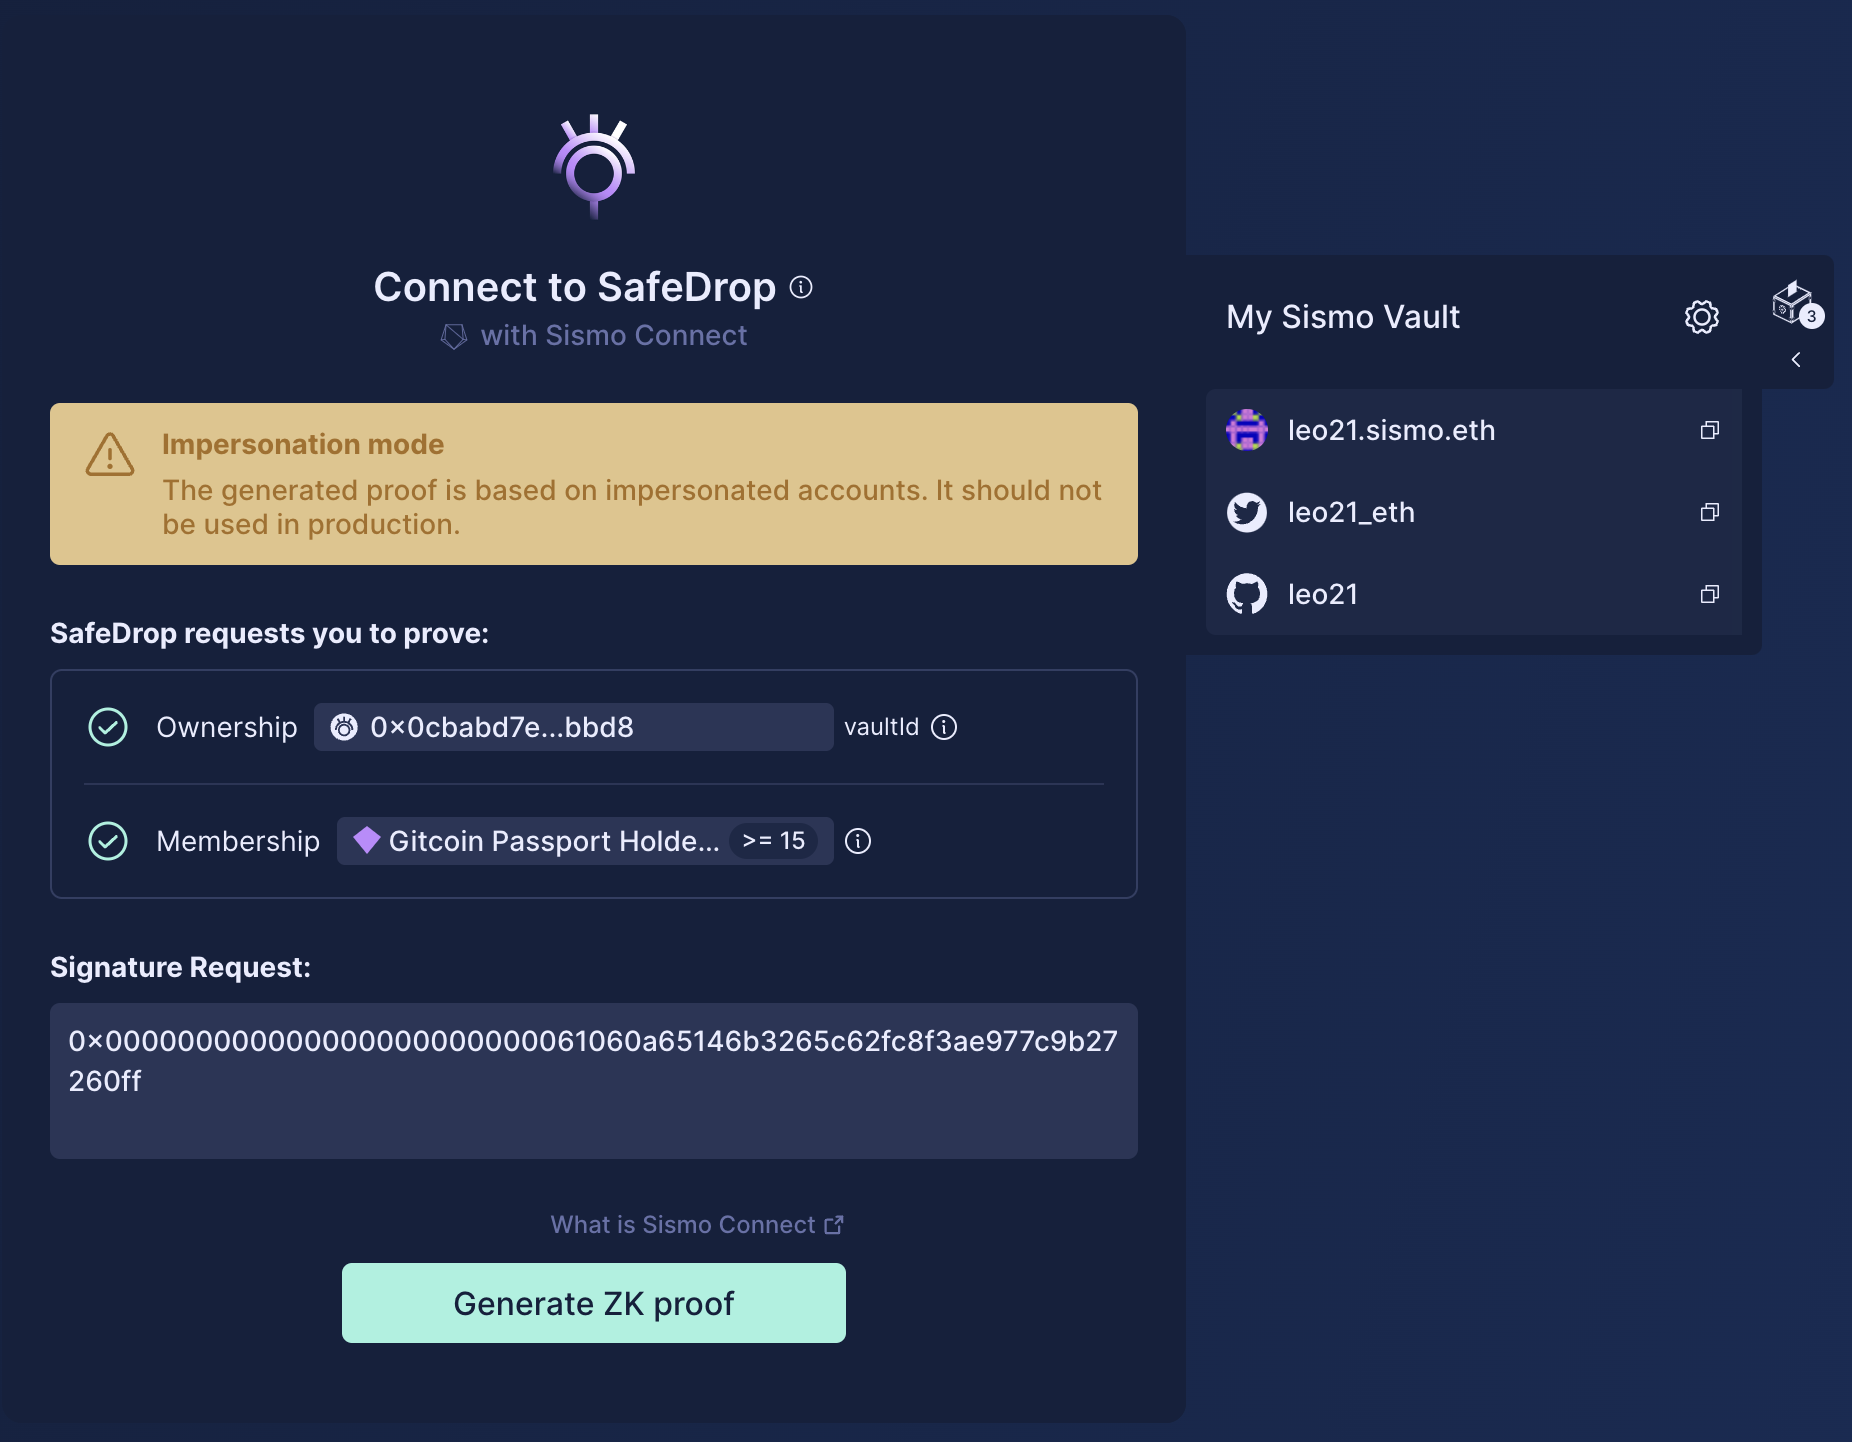 Connect to SafeDrop
with Sismo Connect
Impersonation mode
The generated proof is based on impersonated accounts. It should not
be used in production.
SafeDrop requests you to prove:
Ownership 0x0cbabd7e...bbd8 vaultId
Membership Gitcoin Passport Holde... >= 15
Signature Request:
0x00000000000000000000000061060a65146b3265c62fc8f3ae977c9b27
260ff
What is Sismo Connect
Generate ZK proof
My Sismo Vault
3
leo21.sismo.eth
leo21_eth
leo21